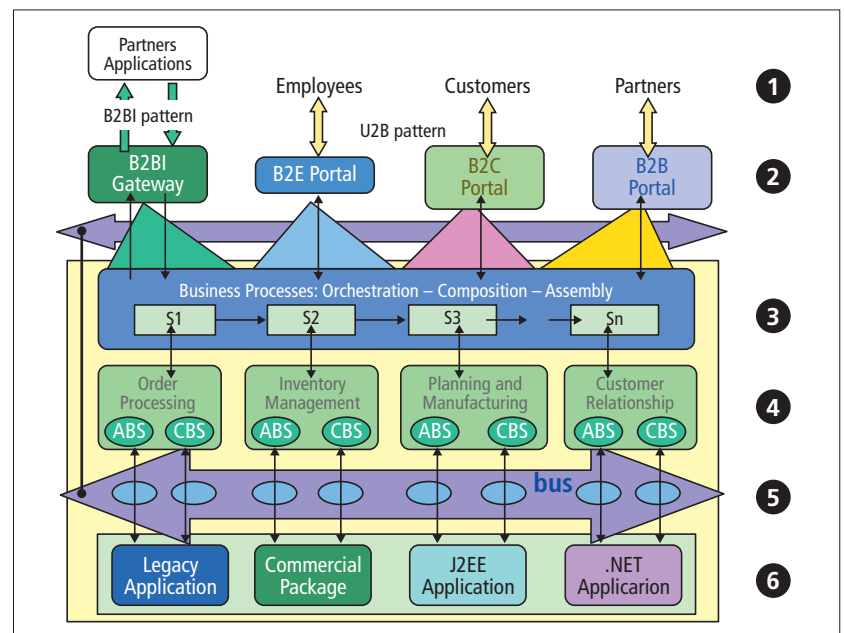 Partners
Applications
Employees
Customers
Partners
1
B2BI pattern
U2B pattern
B2BI
Gateway
B2E Portal
B2C
Portal
B2B
Portal
2
Business Processes: Orchestration – Composition – Assembly
S1
S2
S3
Sn
3
Order
Processing
Inventory
Management
Planning and
Manufacturing
Customer
Relationship
ABS
CBS
ABS
CBS
ABS
CBS
ABS
CBS
4
bus
5
Legacy
Application
Commercial
Package
J2EE
Application
.NET
Applicarion
6